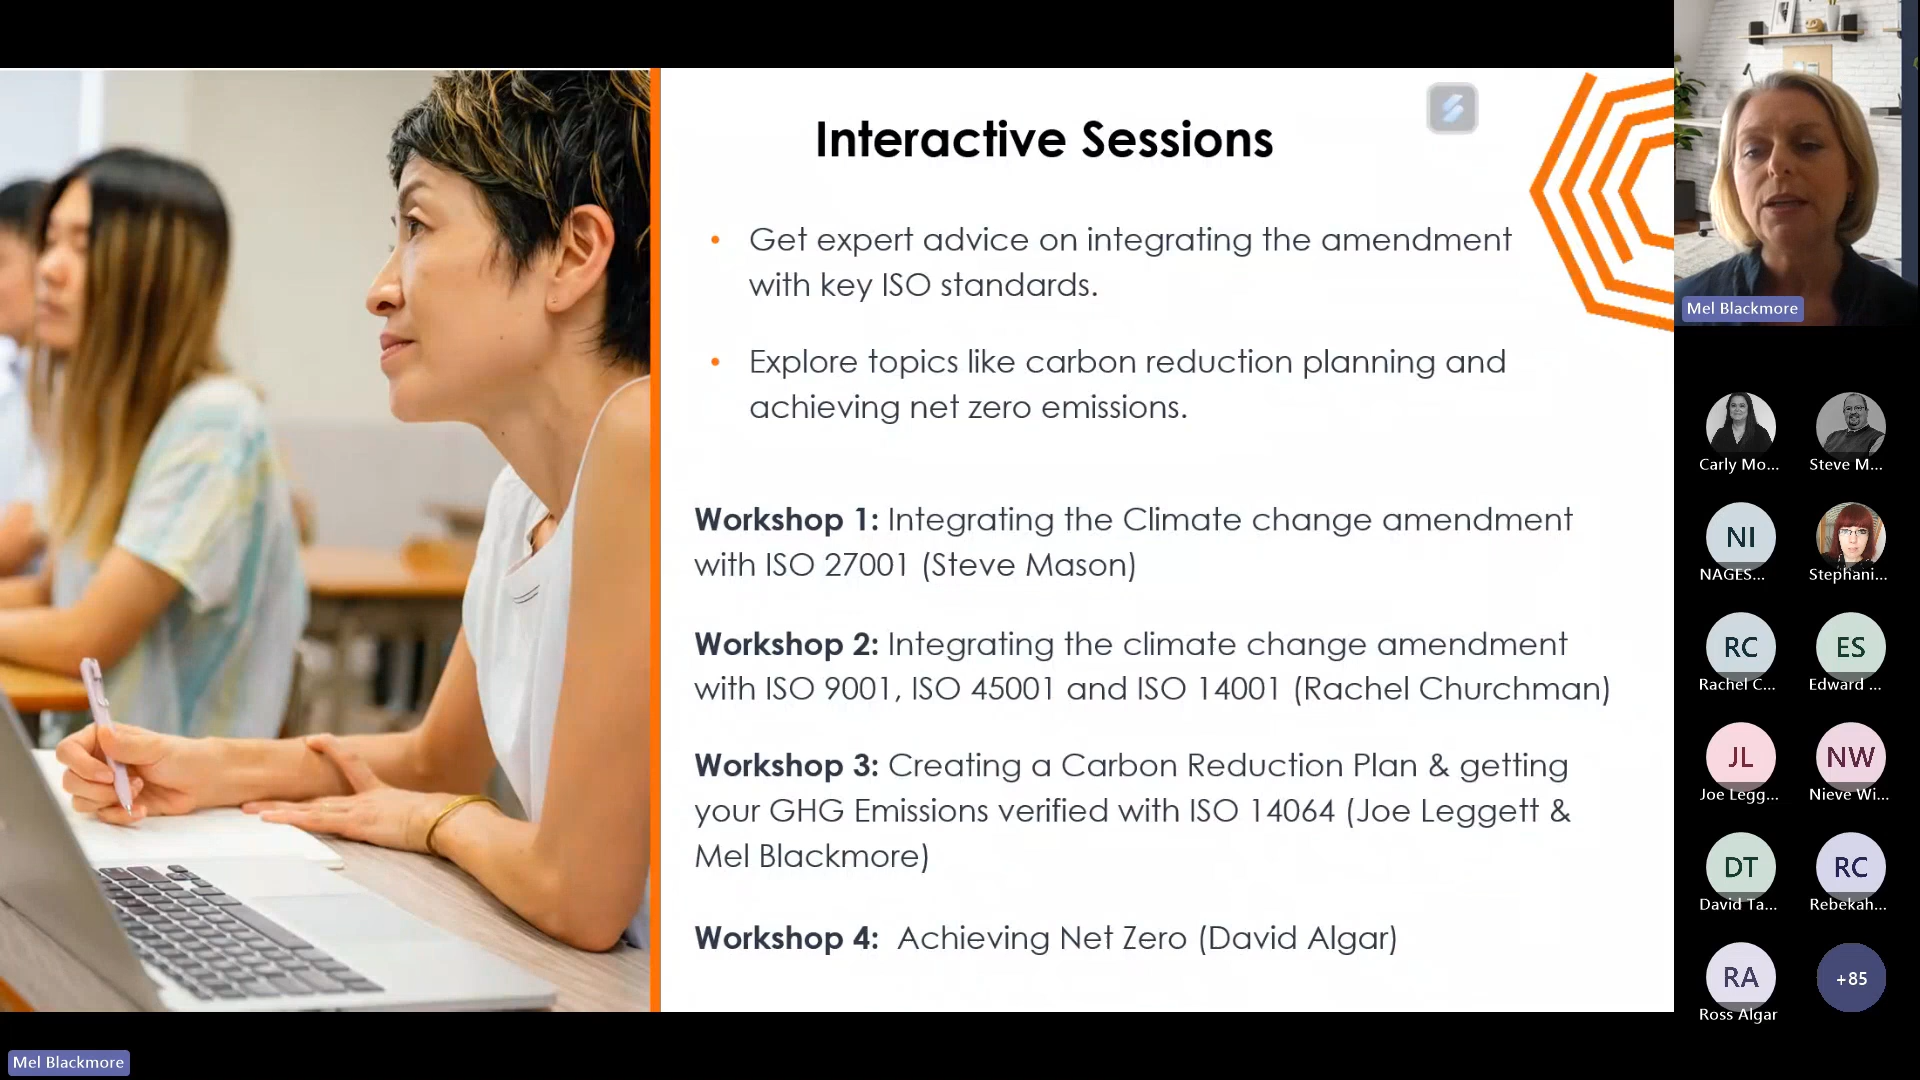 Interactive Sessions
• Get expert advice on integrating the amendment
with key ISO standards.
• Explore topics like carbon reduction planning and
achieving net zero emissions.
Workshop 1: Integrating the Climate change amendment
with ISO 27001 (Steve Mason)
Workshop 2: Integrating the climate change amendment
with ISO 9001, ISO 45001 and ISO 14001 (Rachel Churchman)
Workshop 3: Creating a Carbon Reduction Plan & getting
your GHG Emissions verified with ISO 14064 (Joe Leggett &
Mel Blackmore)
Workshop 4: Achieving Net Zero (David Algar)
Mel Blackmore
Carly Mo...
Steve M...
NI
NAGES...
Stephani...
RC
Rachel C...
ES
Edward ...
JL
Joe Legg...
NW
Nieve Wi...
DT
David Ta...
RC
Rebekah...
RA
Ross Algar
+85
Mel Blackmore